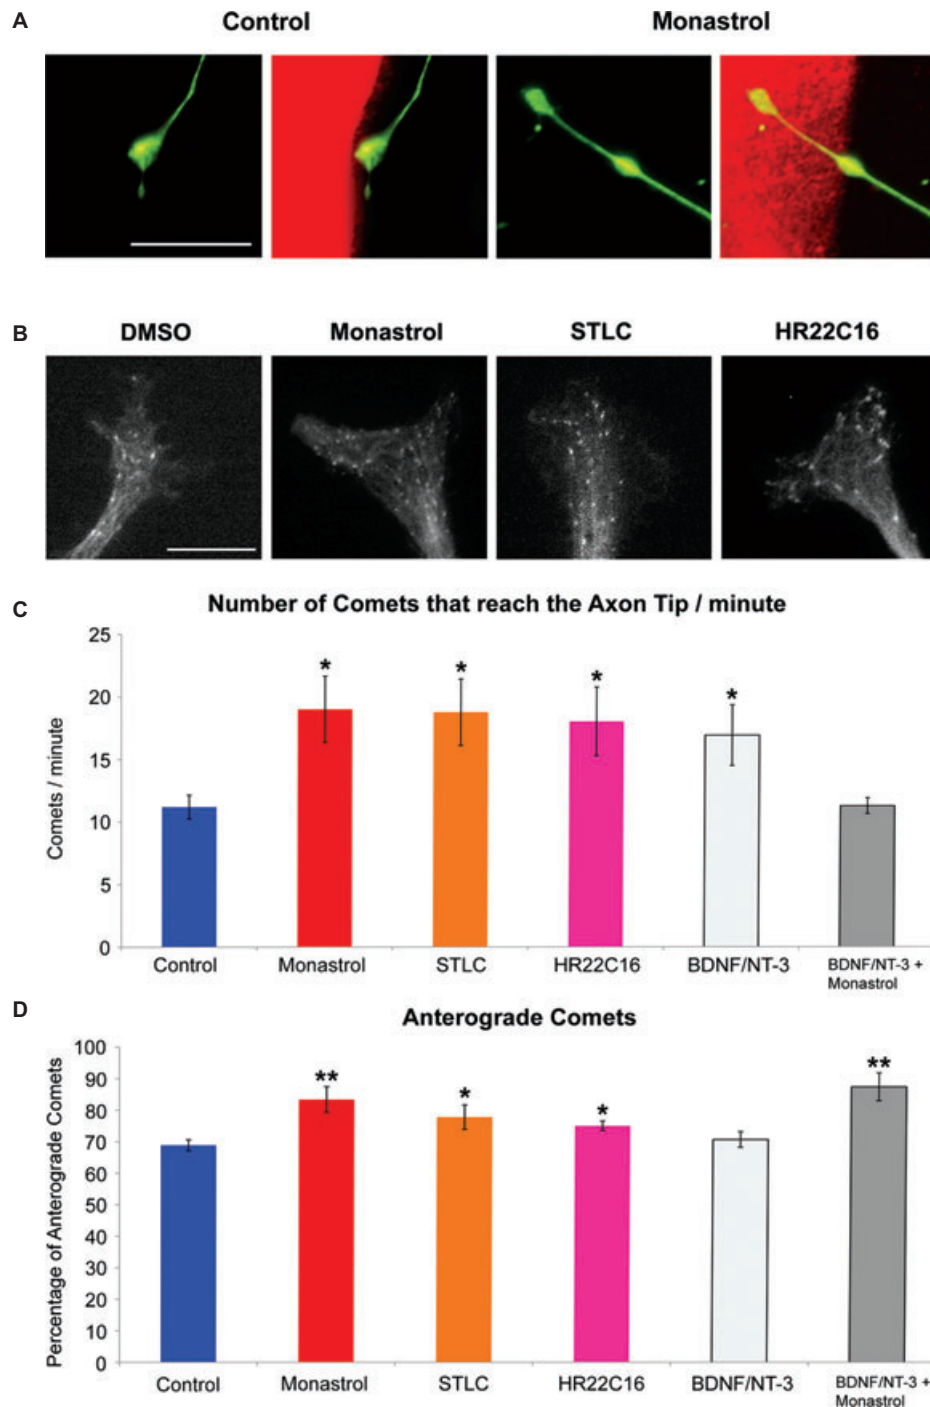 A
Control
Monastrol
B
DMSO
Monastrol
STLC
HR22C16
C
Number of Comets that reach the Axon Tip / minute
Comets / minute
25
20
15
10
5
0
*
*
*
*
Control
Monastrol
STLC
HR22C16
BDNF/NT-3
BDNF/NT-3 +
Monastrol
D
Anterograde Comets
Percentage of Anterograde Comets
100
90
80
70
60
50
40
30
20
10
0
**
*
*
**
Control
Monastrol
STLC
HR22C16
BDNF/NT-3
BDNF/NT-3 +
Monastrol